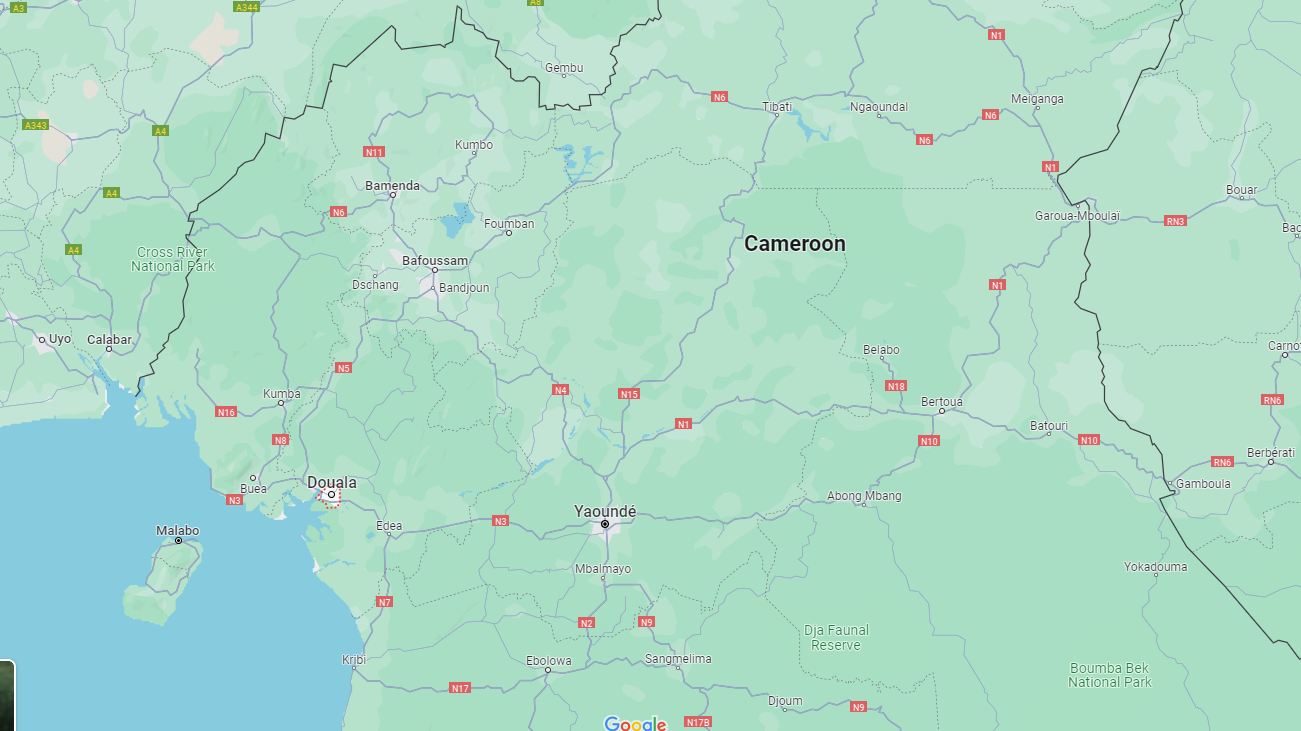 A3
A344
A8
N1
Gembu
N6
Tibati
Ngaoundal
Meiganga
N6
A343
A4
N6
Kumbo
N11
N1
Bamenda
A4
Bouar
N6
Garoua-Mboulaï
RN3
Foumban
Bao
Cameroon
A4
Cross River
National Park
Bafoussam
Dschang
Bandjoun
N1
Uyo
Calabar
Belabo
Carnot
N5
N18
Kumba
N4
N15
RN6
Bertoua
N16
N1
Batouri
N8
N10
N10
Berbérati
RN6
Buea
Douala
Gamboula
N3
Abong Mbang
Yaoundé
N3
Malabo
Edea
Mbalmayo
Yokadouma
N7
N2
N9
Dja Faunal
Reserve
Kribi
Ebolowa
Sangmelima
Boumba Bek
National Park
N17
Djoum
N9
Google
N17B